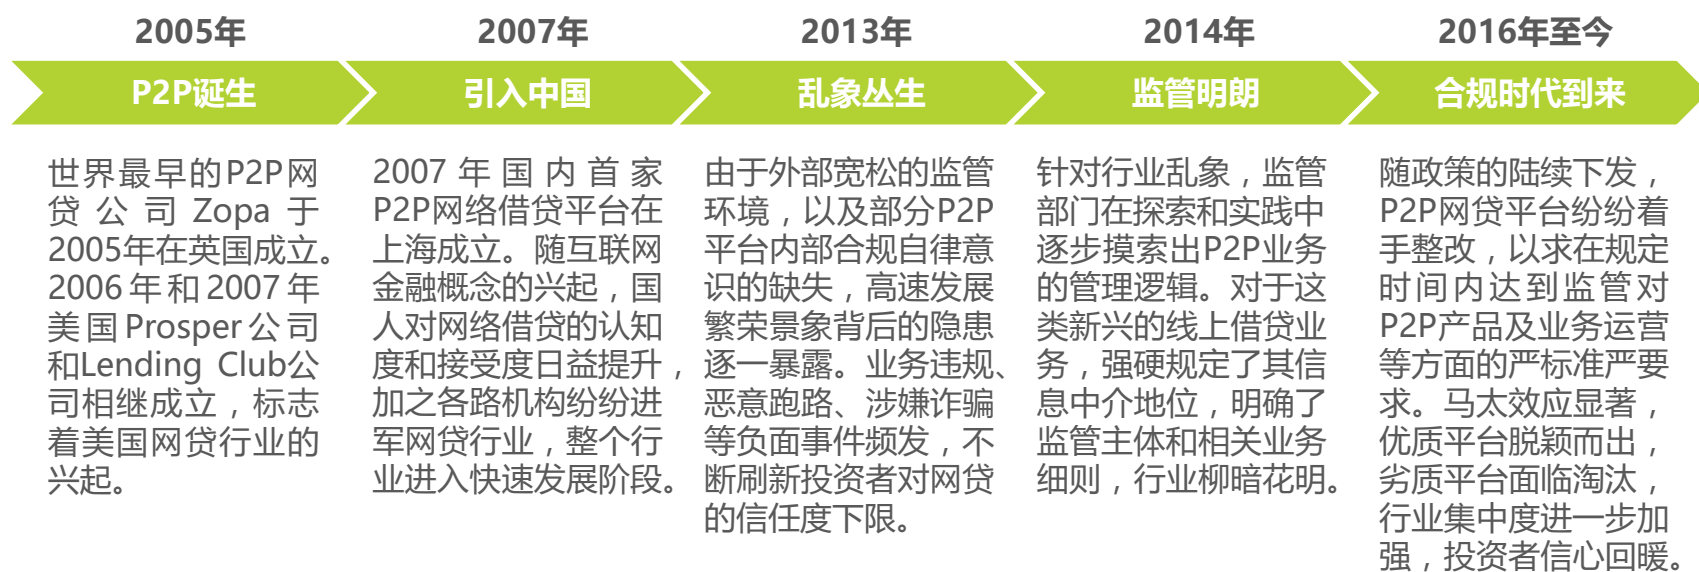 2005年
P2P诞生
世界最早的P2P网
贷公司Zopa于
2005年在英国成立。
2006年和2007年
美国Prosper公司
和Lending Club公
司相继成立，标志
着美国网贷行业的
兴起。
2007年
引入中国
2007年国内首家
P2P网络借贷平台在
上海成立。随互联网
金融概念的兴起，国
人对网络借贷的认知
度和接受度日益提升，
加之各路机构纷纷进
军网贷行业，整个行
业进入快速发展阶段。
2013年
乱象丛生
由于外部宽松的监管
环境，以及部分P2P
平台内部合规自律意
识的缺失，高速发展
繁荣景象背后的隐患
逐一暴露。业务违规、
恶意跑路、涉嫌诈骗
等负面事件频发，不
断刷新投资者对网贷
的信任度下限。
2014年
监管明朗
针对行业乱象，监管
部门在探索和实践中
逐步摸索出P2P业务
的管理逻辑。对于这
类新兴的线上借贷业
务，强硬规定了其信
息中介地位，明确了
监管主体和相关业务
细则，行业柳暗花明。
2016年至今
合规时代到来
随政策的陆续下发，
P2P网贷平台纷纷着
手整改，以求在规定
时间内达到监管对
P2P产品及业务运营
等方面的严标准严要
求。马太效应显著，
优质平台脱颖而出，
劣质平台面临淘汰，
行业集中度进一步加
强，投资者信心回暖。